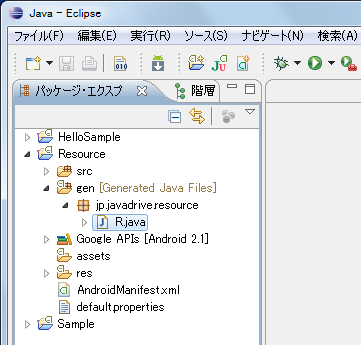 Java - Eclipse
ファイル(F) 編集(E) 実行(R) ソース(S) ナビゲート(N) 検索(A)
パッケージ・エクスプ 階層
HelloSample
Resource
src
gen [Generated Java Files]
jp.javadrive.resource
R.java
Google APIs [Android 2.1]
assets
res
AndroidManifest.xml
default.properties
Sample